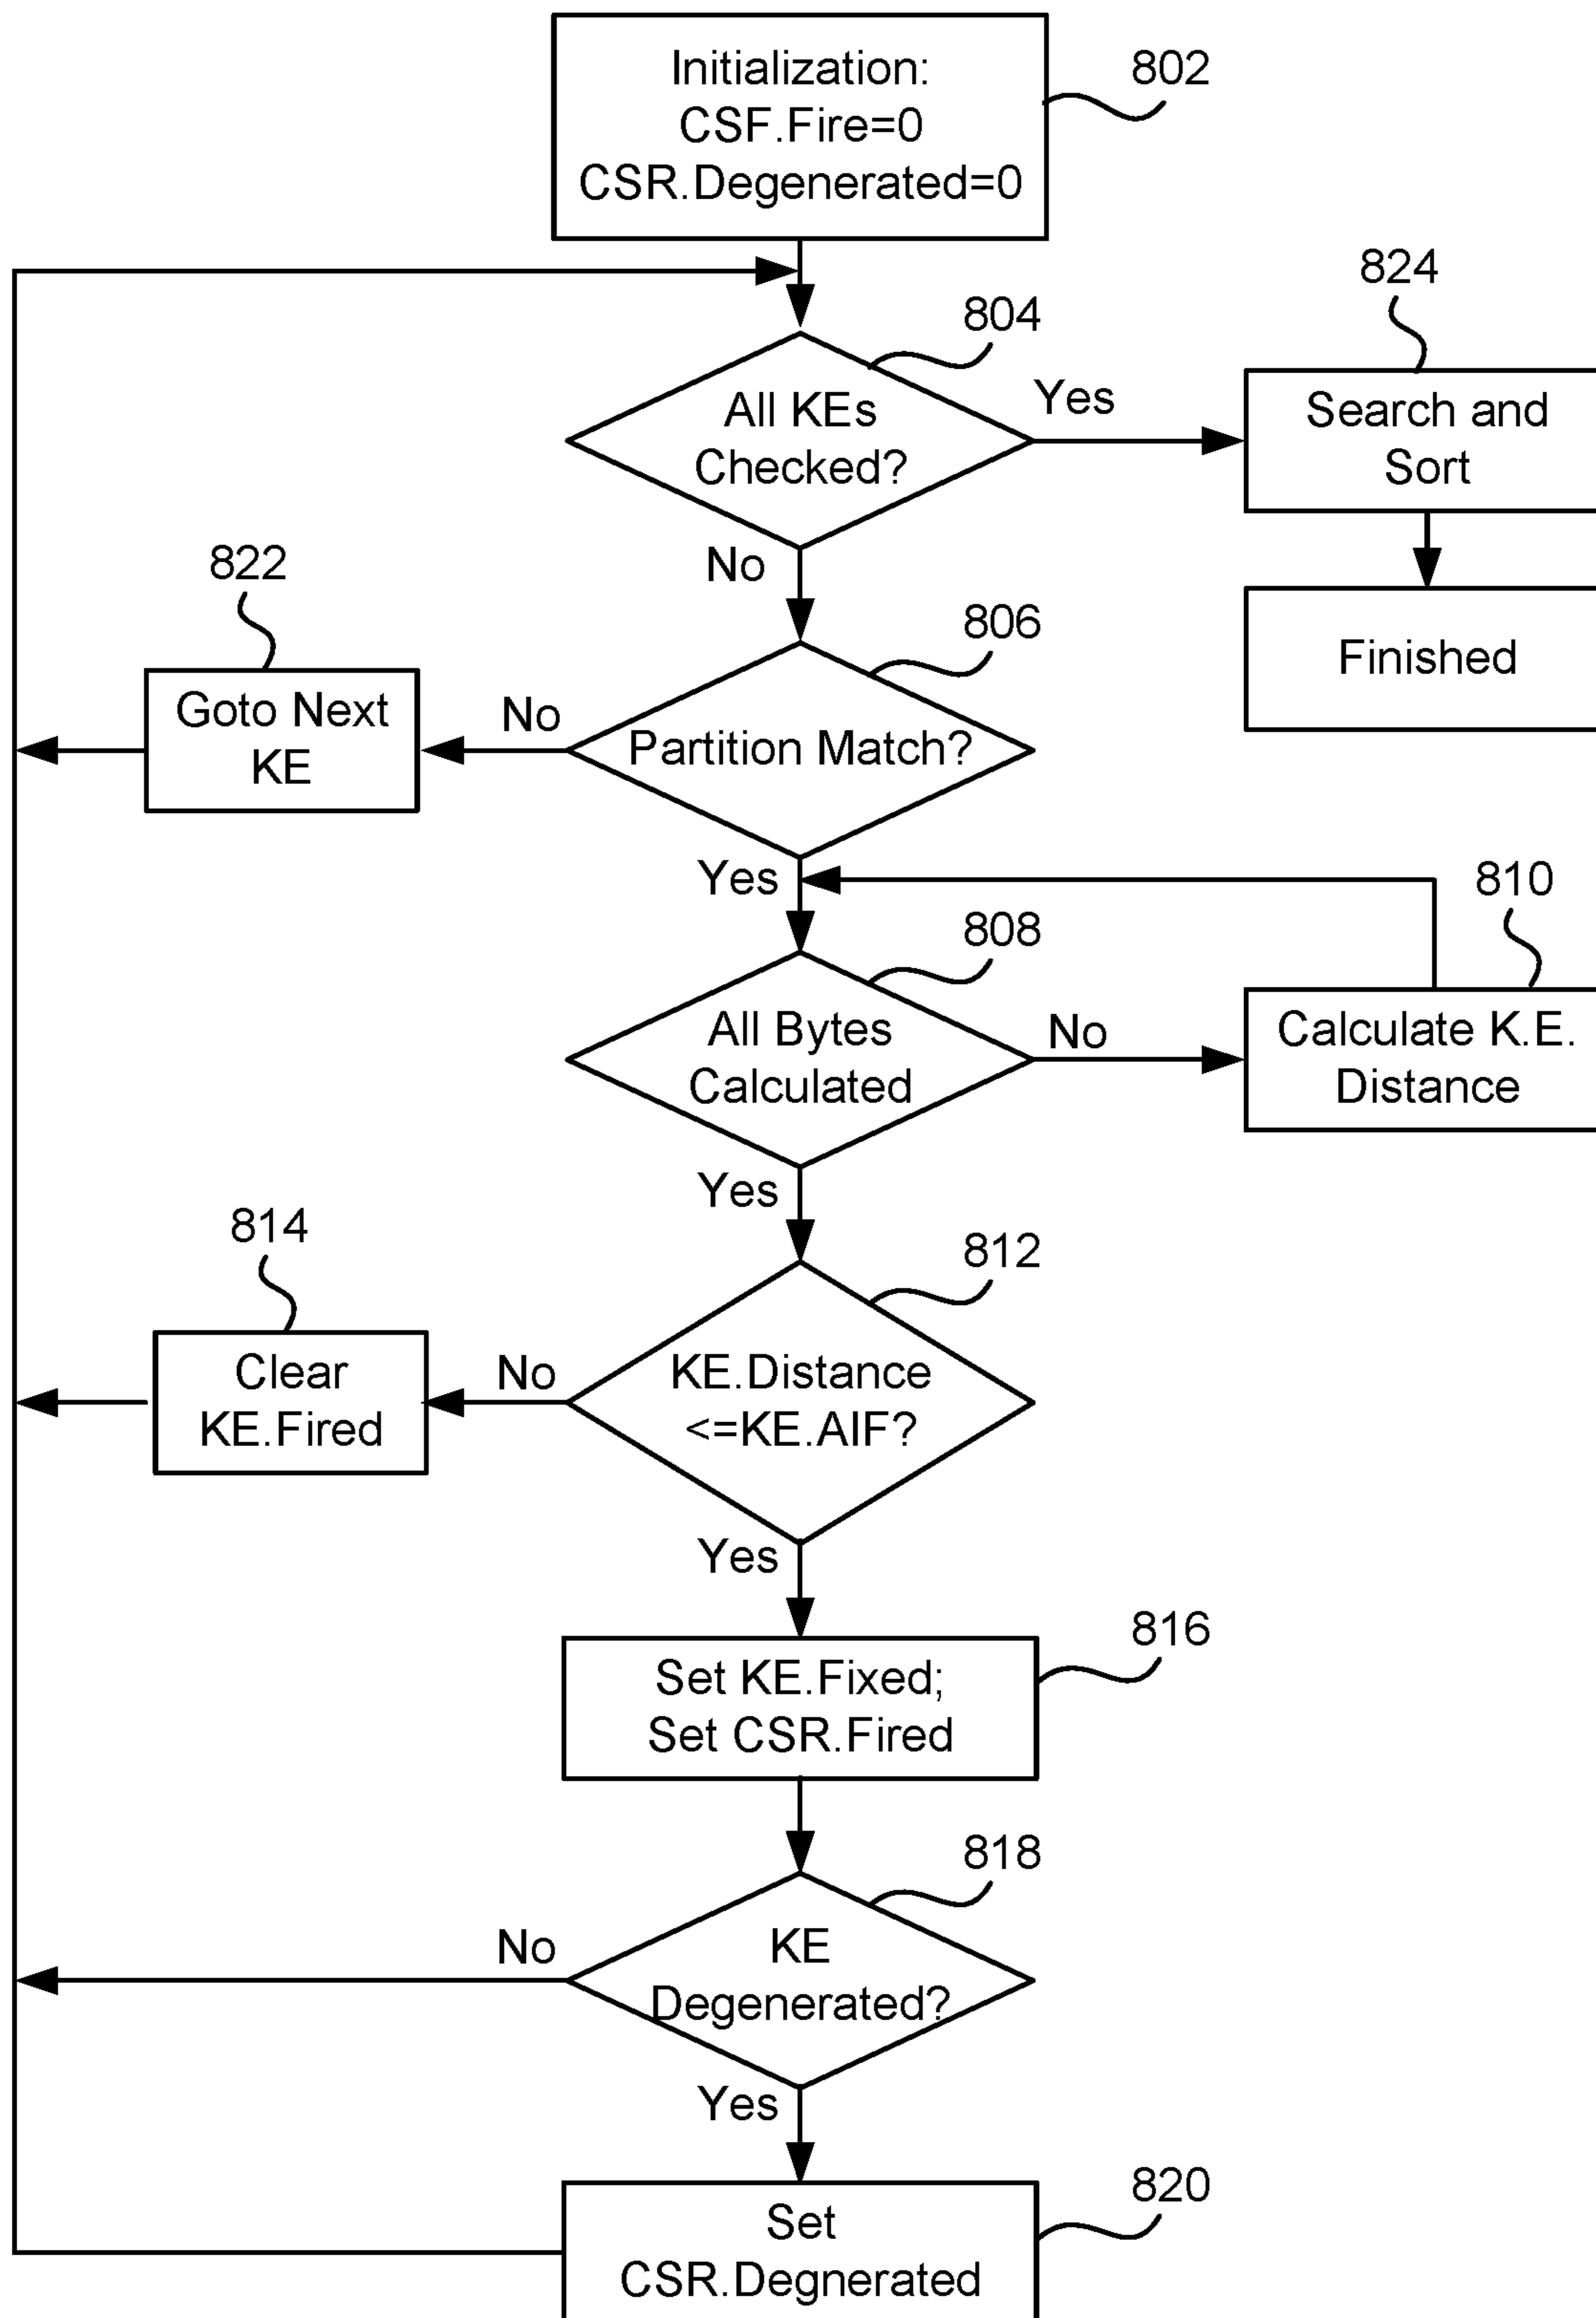 Initialization:
CSF.Fire=0
CSR.Degenerated=0
802
824
804
All KEs
Checked?
Yes
Search and
Sort
No
822
806
Finished
Goto Next
KE
No
Partition Match?
Yes
810
808
All Bytes
Calculated
No
Calculate K.E.
Distance
Yes
814
812
Clear
KE.Fired
No
KE.Distance
<=KE.AIF?
Yes
816
Set KE.Fixed;
Set CSR.Fired
818
No
KE
Degenerated?
Yes
820
Set
CSR.Degnerated